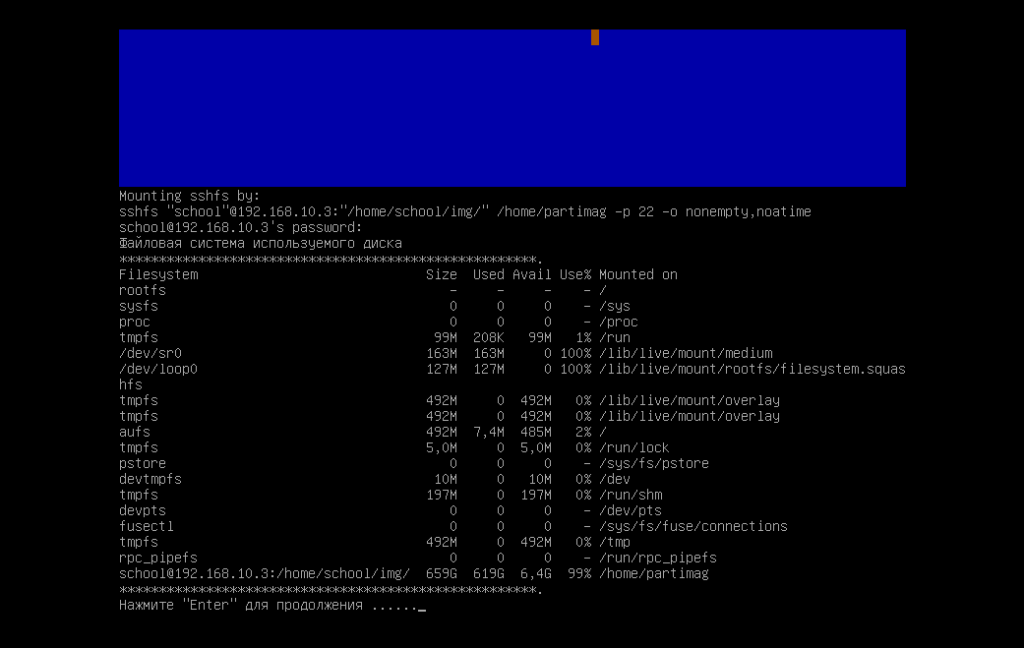 Mounting sshfs by:
sshfs "school"@192.168.10.3:"/home/school/img/" /home/partimag -p 22 -o nonempty,noatime
school@192.168.10.3's password:
Файловая система используемого диска
*****************************************************.
Filesystem Size Used Avail Use% Mounted on
rootfs - - - - /
sysfs 0 0 0 - /sys
proc 0 0 0 - /proc
tmpfs 99M 208K 99M 1% /run
/dev/sr0 163M 163M 0 100% /lib/live/mount/medium
/dev/loop0 127M 127M 0 100% /lib/live/mount/rootfs/filesystem.squas
hfs
tmpfs 492M 0 492M 0% /lib/live/mount/overlay
tmpfs 492M 0 492M 0% /lib/live/mount/overlay
aufs 492M 7,4M 485M 2% /
tmpfs 5,0M 0 5,0M 0% /run/lock
pstore 0 0 0 - /sys/fs/pstore
devtmpfs 10M 0 10M 0% /dev
tmpfs 197M 0 197M 0% /run/shm
devpts 0 0 0 - /dev/pts
fusectl 0 0 0 - /sys/fs/fuse/connections
tmpfs 492M 0 492M 0% /tmp
rpc_pipefs 0 0 0 - /run/rpc_pipefs
school@192.168.10.3:/home/school/img/ 659G 619G 6,4G 99% /home/partimag
*****************************************************.
Нажмите "Enter" для продолжения ......_